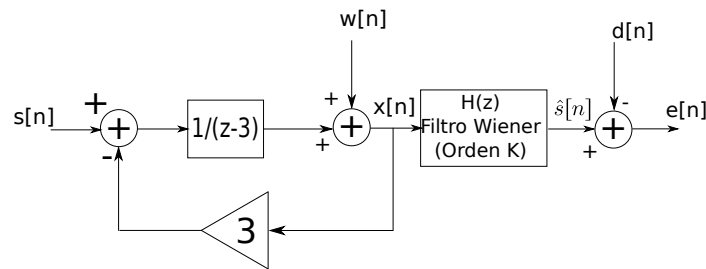 w[n]
d[n]
s[n]
+
+
-
1/(z-3)
+
+
+
x[n]
H(z)
Filtro Wiener
(Orden K)
ŝ[n]
-
+
+
e[n]
3